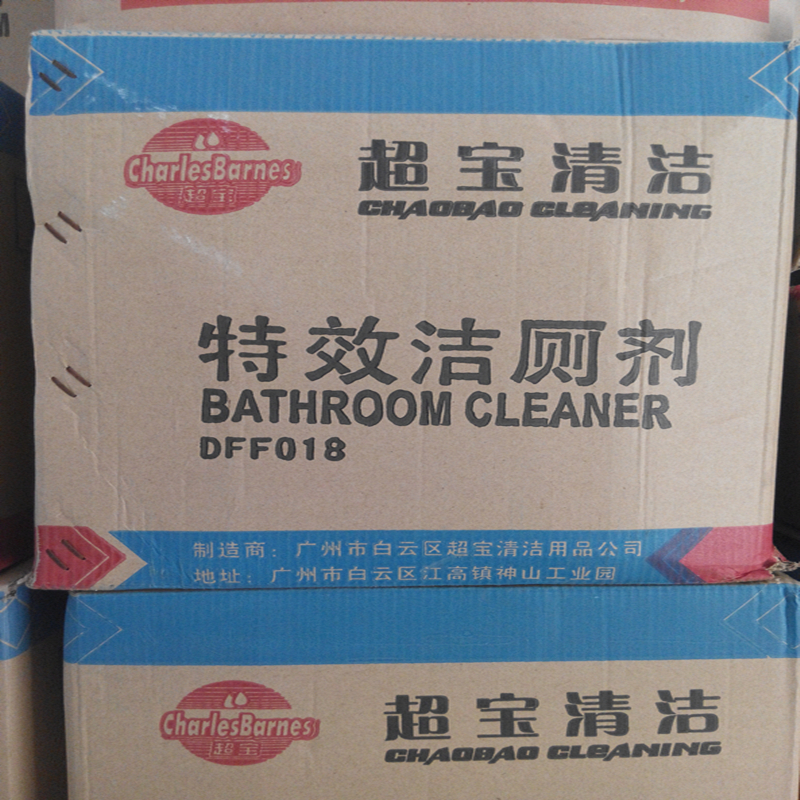 CharlesBarnes
超宝
超宝清洁
CHAOBAO CLEANING
特效洁厕剂
BATHROOM CLEANER
DFF018
制造商：广州市白云区超宝清洁用品公司
地址：广州市白云区江高镇神山工业园
CharlesBarnes
超宝
超宝清洁
CHAOBAO CLEANING